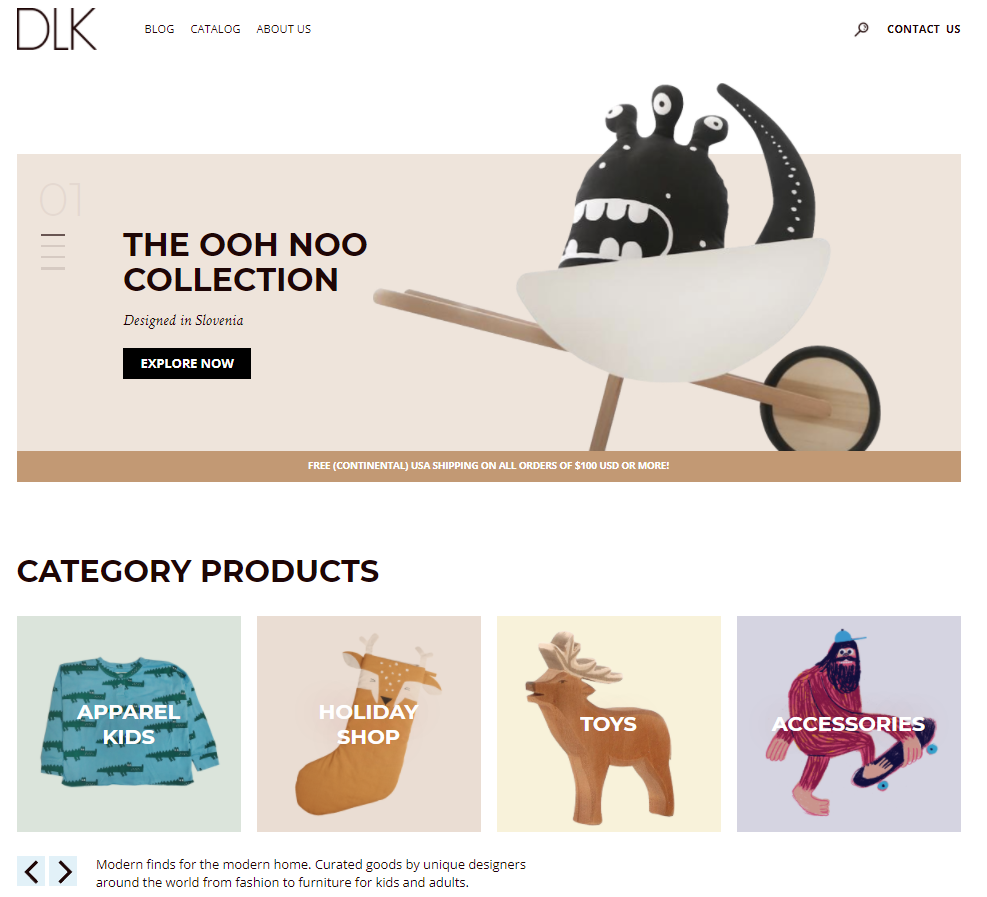 DLK
BLOG CATALOG ABOUT US
CONTACT US
01
THE OOH NOO
COLLECTION
Designed in Slovenia
EXPLORE NOW
FREE (CONTINENTAL) USA SHIPPING ON ALL ORDERS OF $100 USD OR MORE!
CATEGORY PRODUCTS
APPAREL
KIDS
HOLIDAY
SHOP
TOYS
ACCESSORIES
Modern finds for the modern home. Curated goods by unique designers
around the world from fashion to furniture for kids and adults.